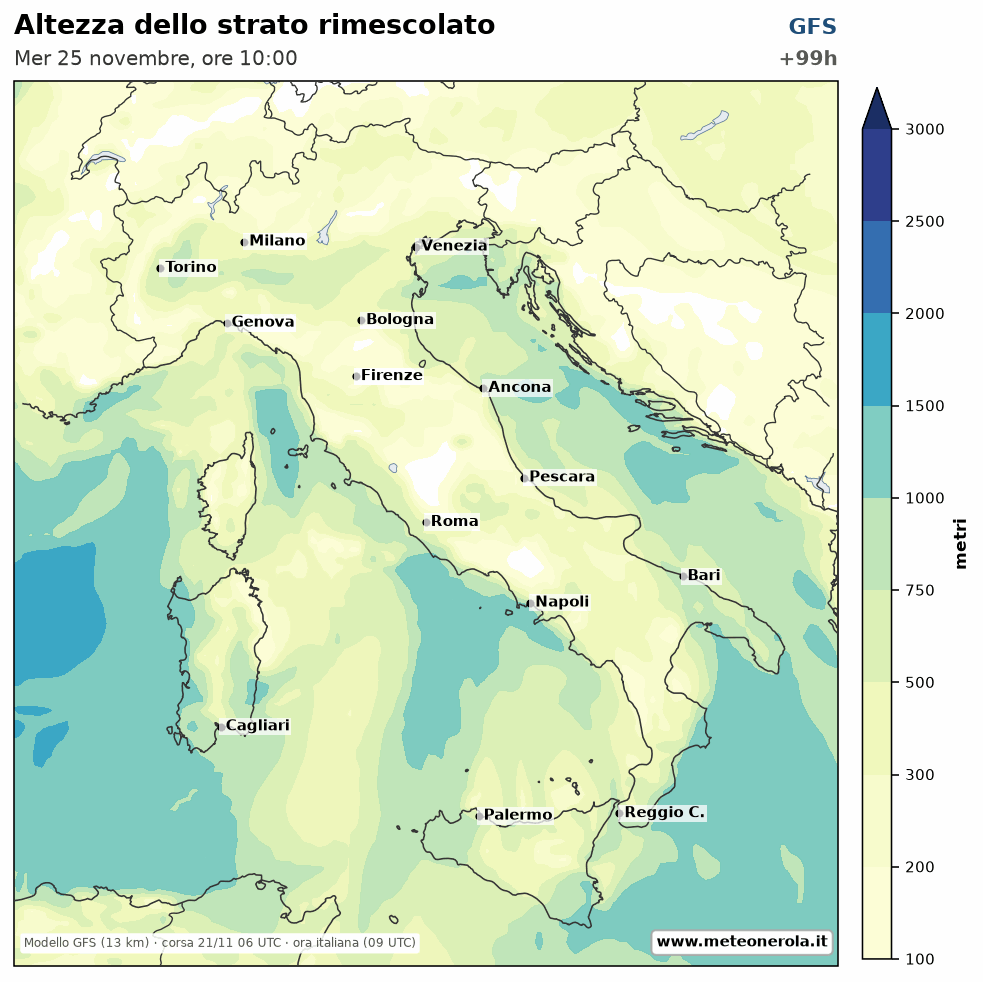 Altezza dello strato rimescolato
GFS
Mer 25 novembre, ore 10:00
+99h
3000
2500
2000
1500
1000
750
500
300
200
100
metri
Milano
Venezia
Torino
Genova
Bologna
Firenze
Ancona
Pescara
Roma
Bari
Napoli
Cagliari
Palermo
Reggio C.
Modello GFS (13 km) · corsa 21/11 06 UTC · ora italiana (09 UTC)
www.meteonerola.it